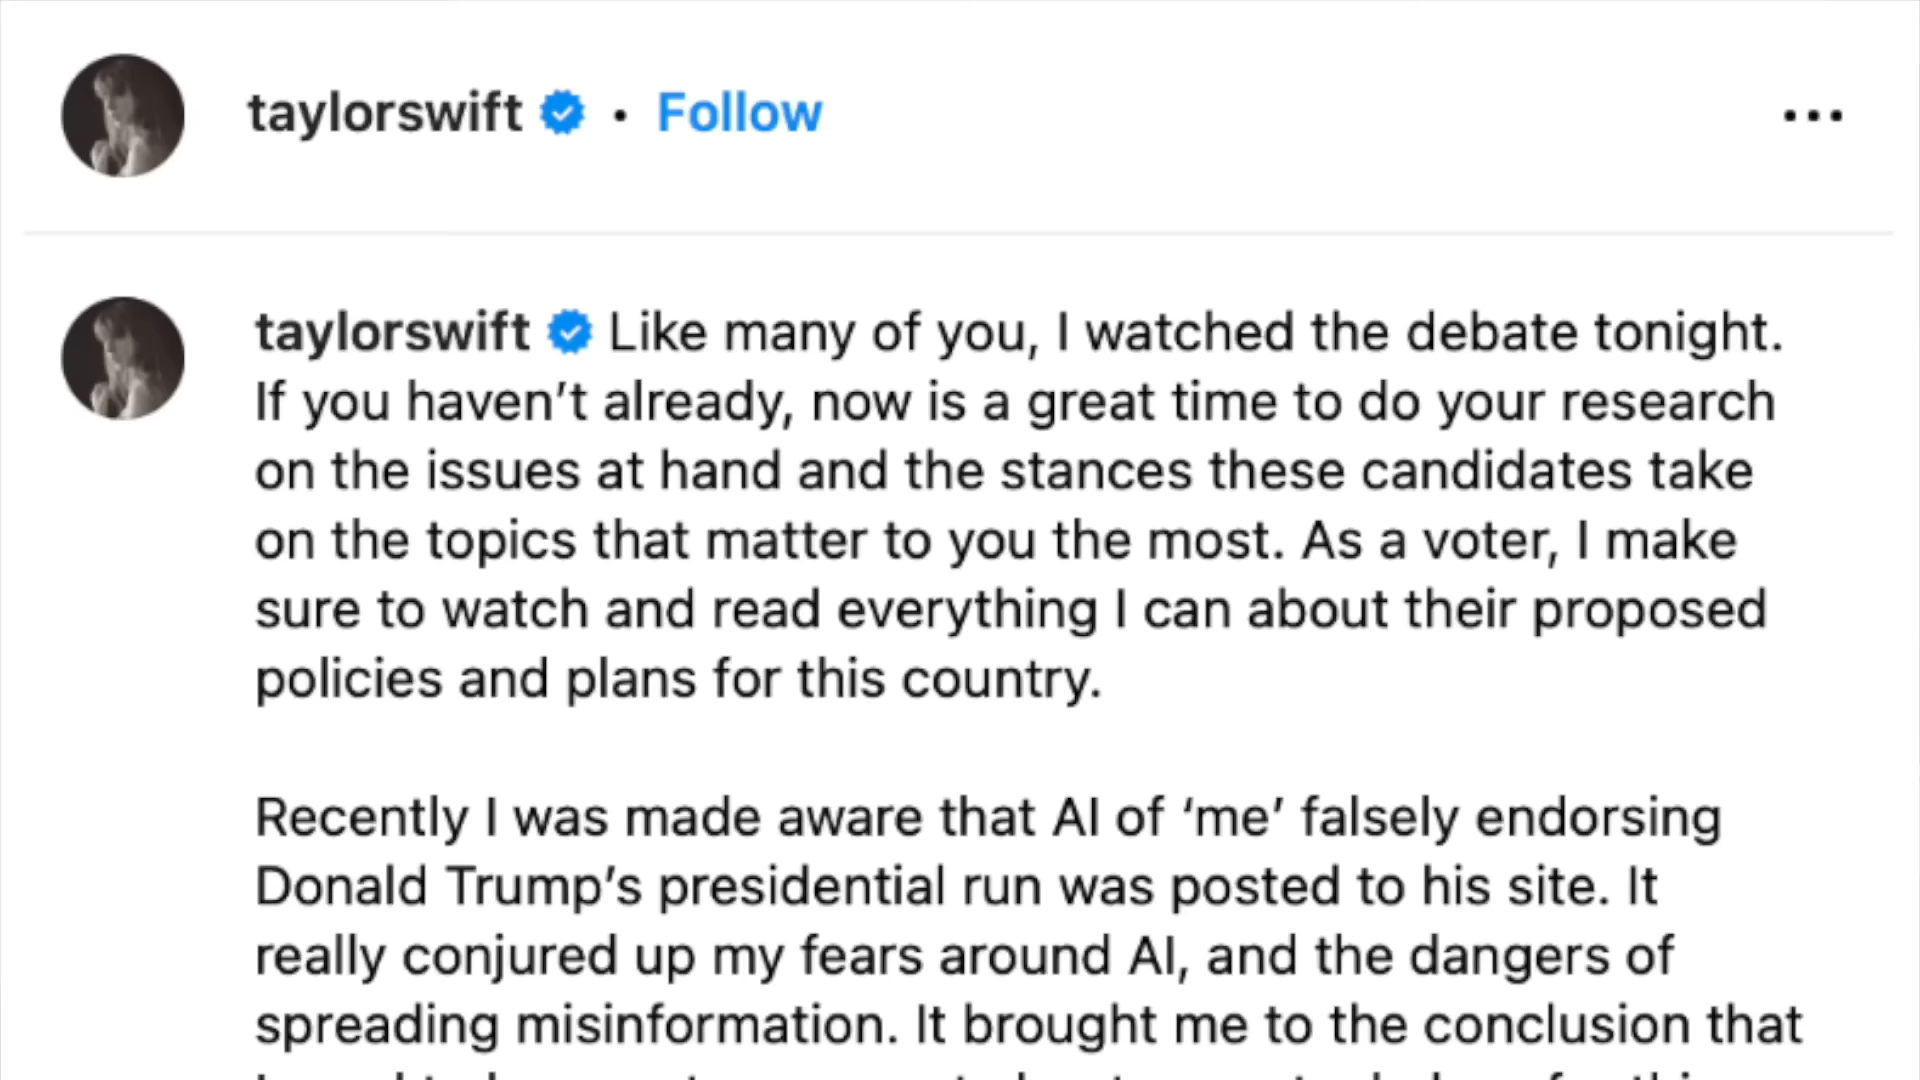 taylorswift • Follow
taylorswift Like many of you, I watched the debate tonight.
If you haven’t already, now is a great time to do your research
on the issues at hand and the stances these candidates take
on the topics that matter to you the most. As a voter, I make
sure to watch and read everything I can about their proposed
policies and plans for this country.
Recently I was made aware that AI of ‘me’ falsely endorsing
Donald Trump’s presidential run was posted to his site. It
really conjured up my fears around AI, and the dangers of
spreading misinformation. It brought me to the conclusion that